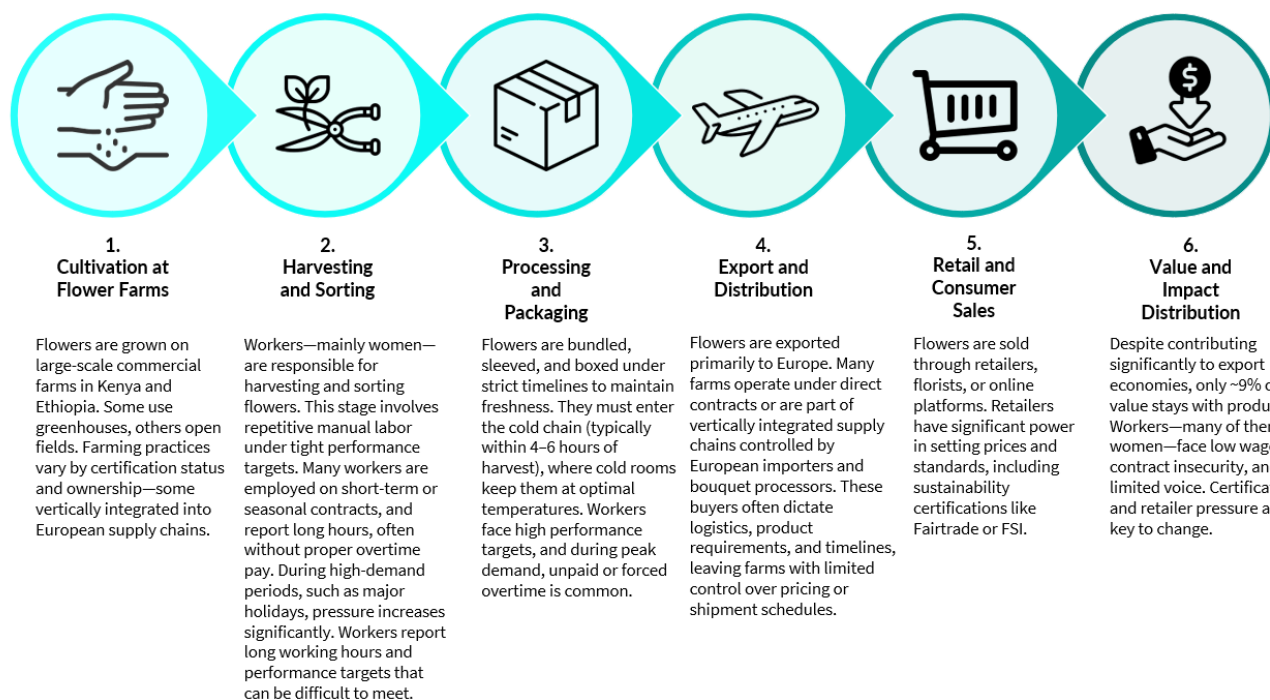 1.
Cultivation at
Flower Farms
Flowers are grown on
large-scale commercial
farms in Kenya and
Ethiopia. Some use
greenhouses, others open
fields. Farming practices
vary by certification status
and ownership—some
vertically integrated into
European supply chains.
2.
Harvesting
and Sorting
Workers—mainly women—
are responsible for
harvesting and sorting
flowers. This stage involves
repetitive manual labor
under tight performance
targets. Many workers are
employed on short-term or
seasonal contracts, and
report long hours, often
without proper overtime
pay. During high-demand
periods, such as major
holidays, pressure increases
significantly. Workers report
long working hours and
performance targets that
can be difficult to meet.
3.
Processing
and
Packaging
Flowers are bundled,
sleeved, and boxed under
strict timelines to maintain
freshness. They must enter
the cold chain (typically
within 4–6 hours of
harvest), where cold rooms
keep them at optimal
temperatures. Workers
face high performance
targets, and during peak
demand, unpaid or forced
overtime is common.
4.
Export and
Distribution
Flowers are exported
primarily to Europe. Many
farms operate under direct
contracts or are part of
vertically integrated supply
chains controlled by
European importers and
bouquet processors. These
buyers often dictate
logistics, product
requirements, and timelines,
leaving farms with limited
control over pricing or
shipment schedules.
5.
Retail and
Consumer
Sales
Flowers are sold
through retailers,
florists, or online
platforms. Retailers
have significant power
in setting prices and
standards, including
sustainability
certifications like
Fairtrade or FSI.
$
6.
Value and
Impact
Distribution
Despite contributing
significantly to export
economies, only ~9%
value stays with
Workers—many of
women—face low
contract insecurity,
limited voice.
and retailer pressure
key to change.